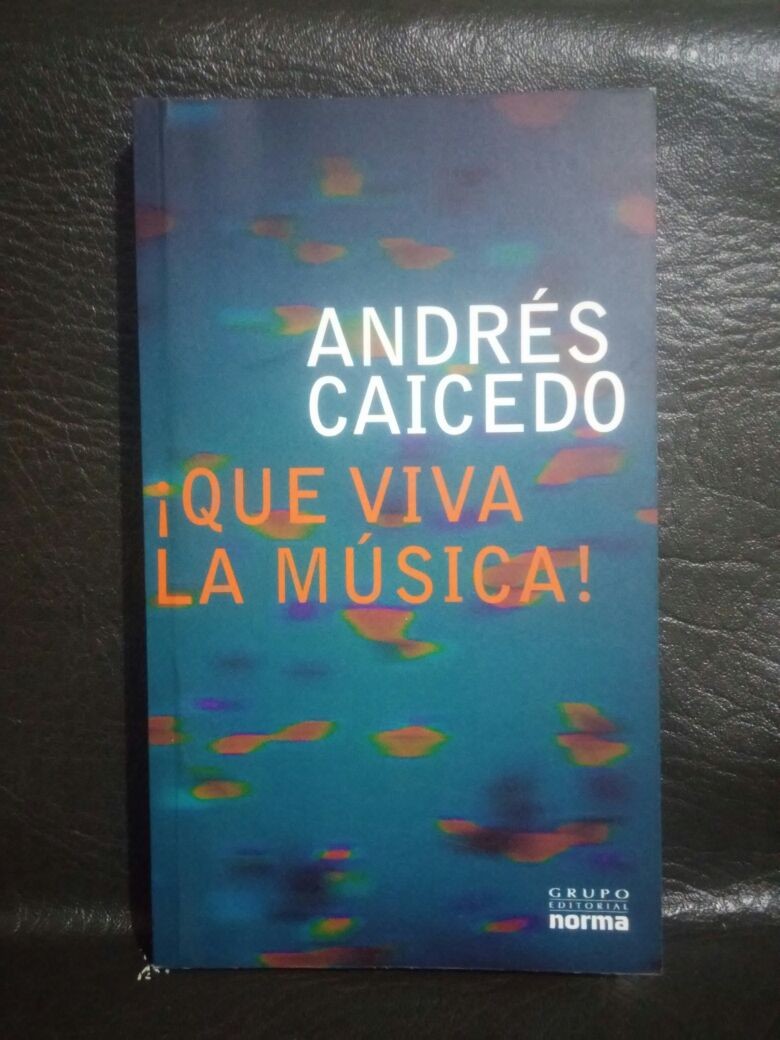 ANDRÉS
CAICEDO
¡QUE VIVA
LA MÚSICA!
GRUPO
EDITORIAL
norma